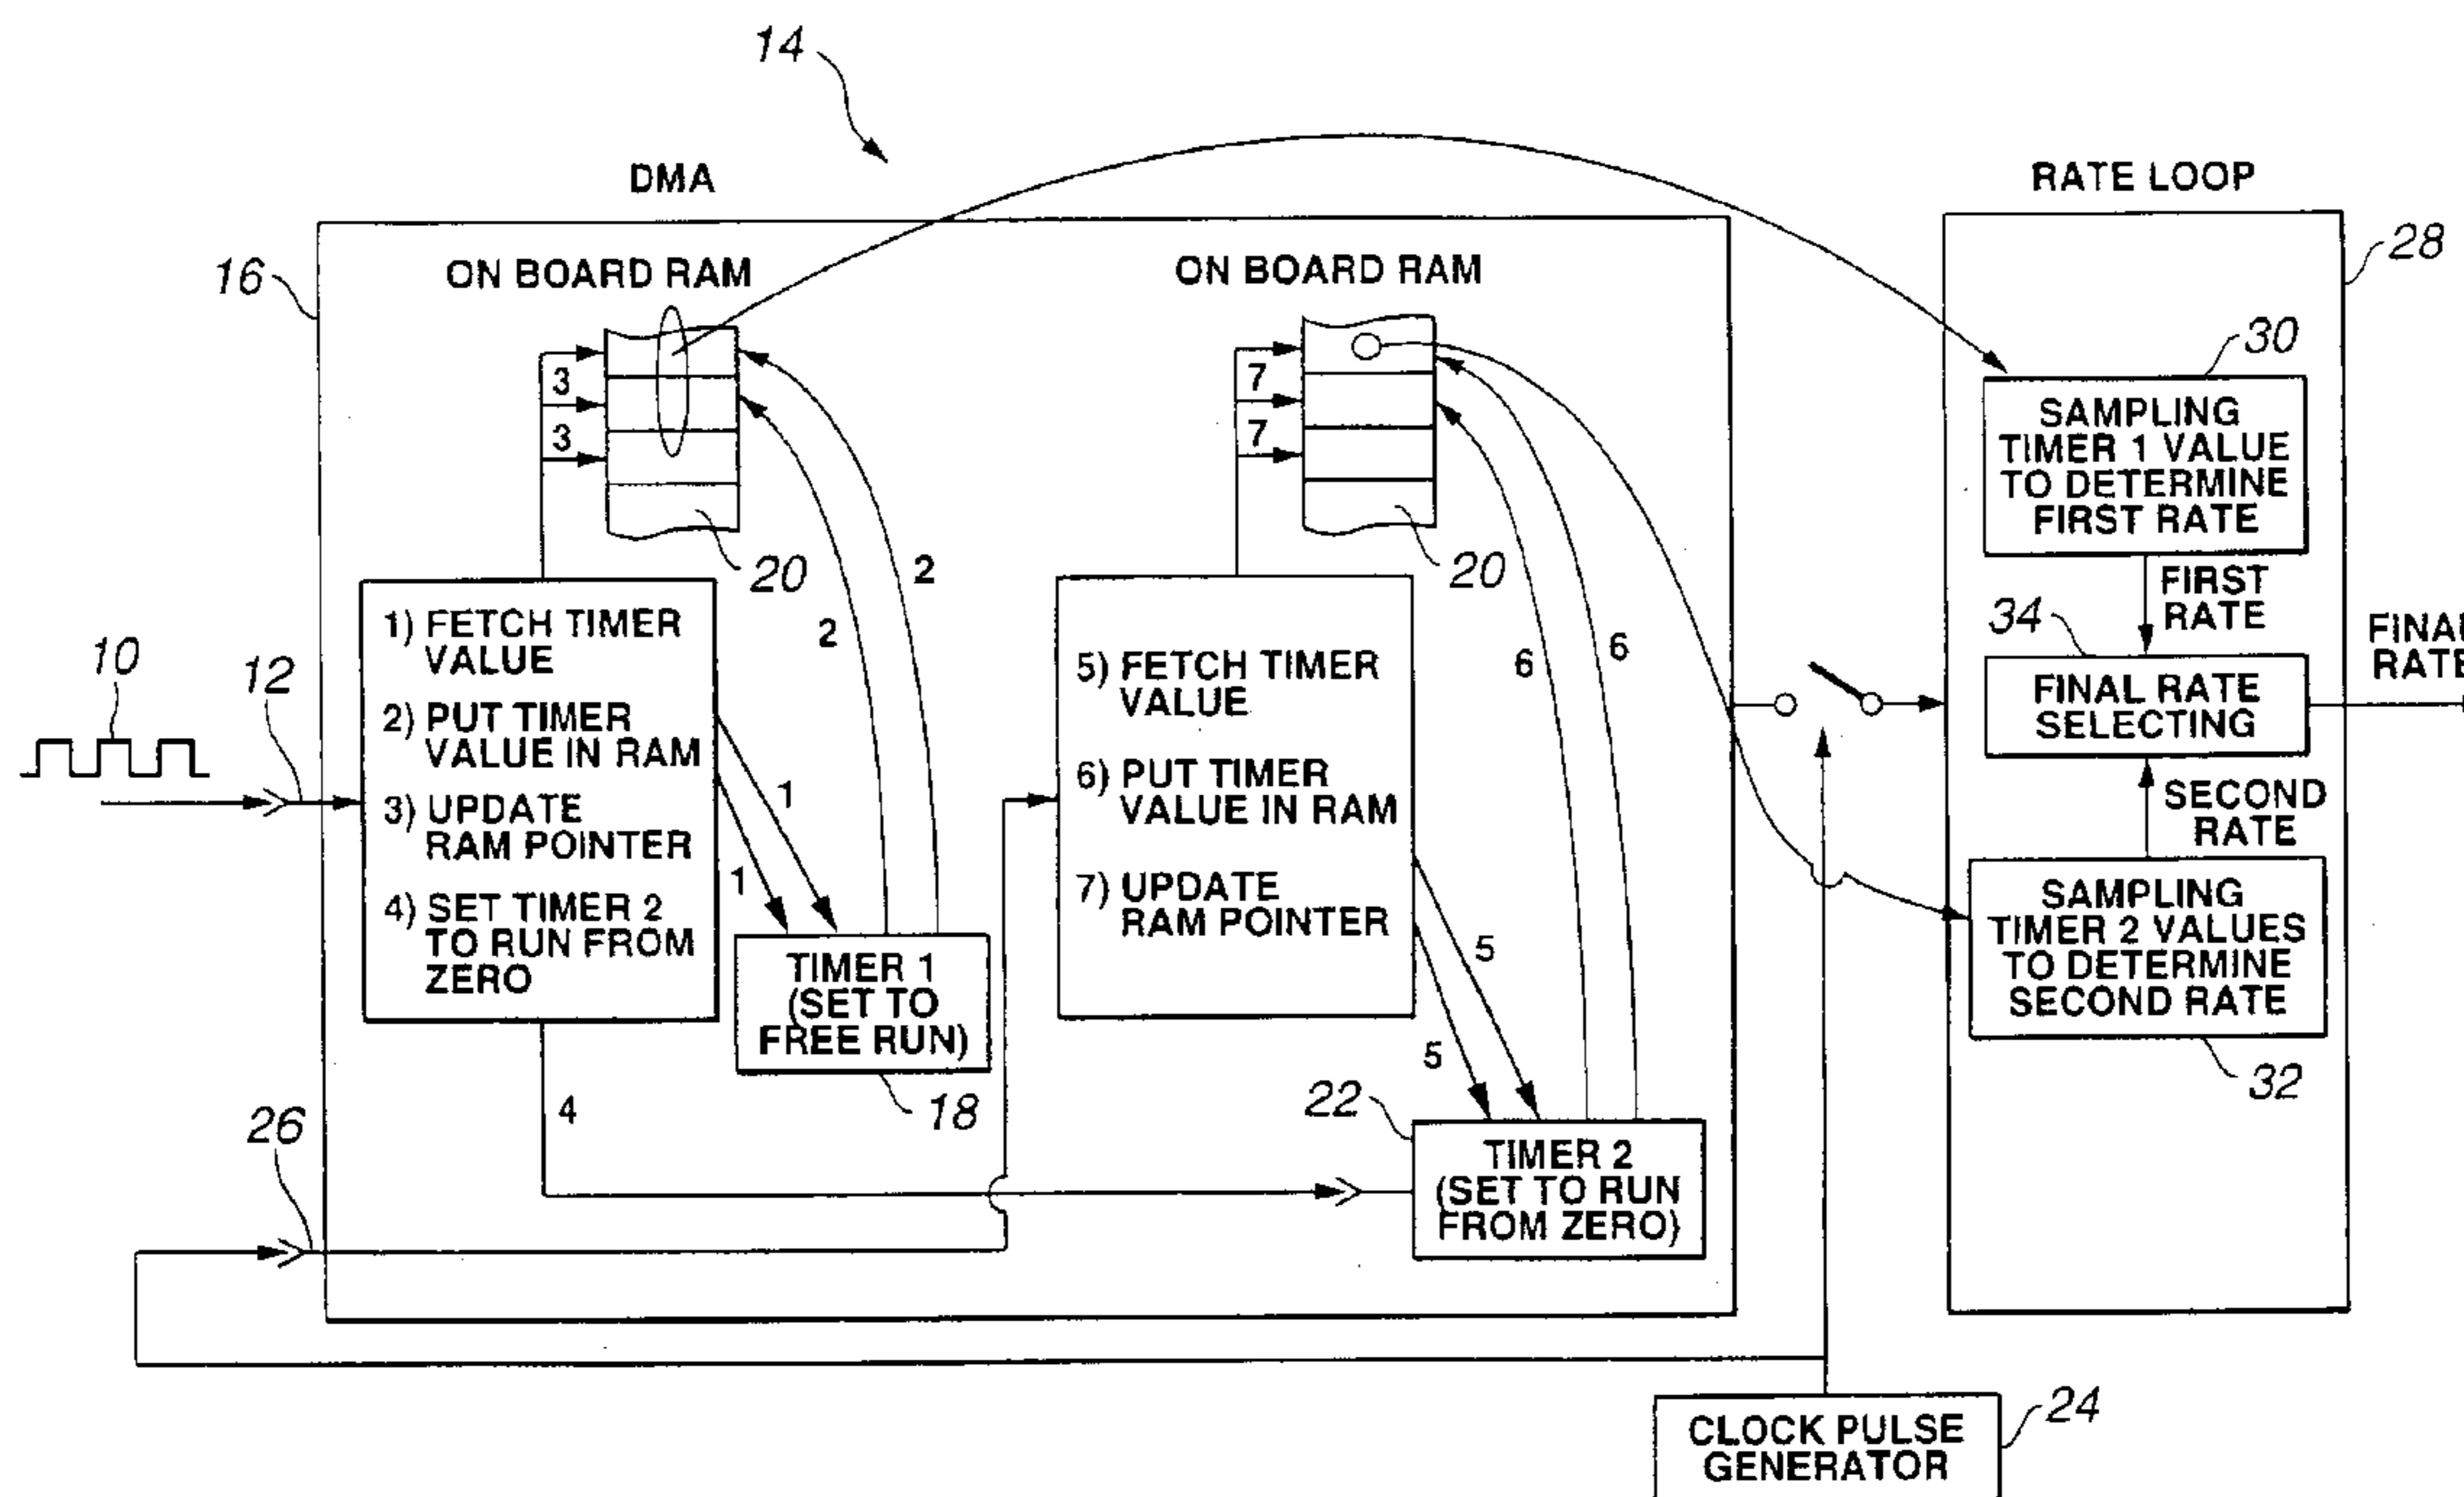 14
DMA
RATE LOOP
16
28
ON BOARD RAM
ON BOARD RAM
30
3
3
7
7
SAMPLING
TIMER 1 VALUE
TO DETERMINE
FIRST RATE
20
20
2
2
6
6
FIRST
RATE
34
FINAL
RATE
10
12
1) FETCH TIMER
VALUE
2) PUT TIMER
VALUE IN RAM
3) UPDATE
RAM POINTER
4) SET TIMER 2
TO RUN FROM
ZERO
1
1
5) FETCH TIMER
VALUE
6) PUT TIMER
VALUE IN RAM
7) UPDATE
RAM POINTER
5
5
FINAL RATE
SELECTING
SECOND
RATE
SAMPLING
TIMER 2 VALUES
TO DETERMINE
SECOND RATE
32
TIMER 1
(SET TO
FREE RUN)
18
4
26
22
TIMER 2
(SET TO RUN
FROM ZERO)
24
CLOCK PULSE
GENERATOR